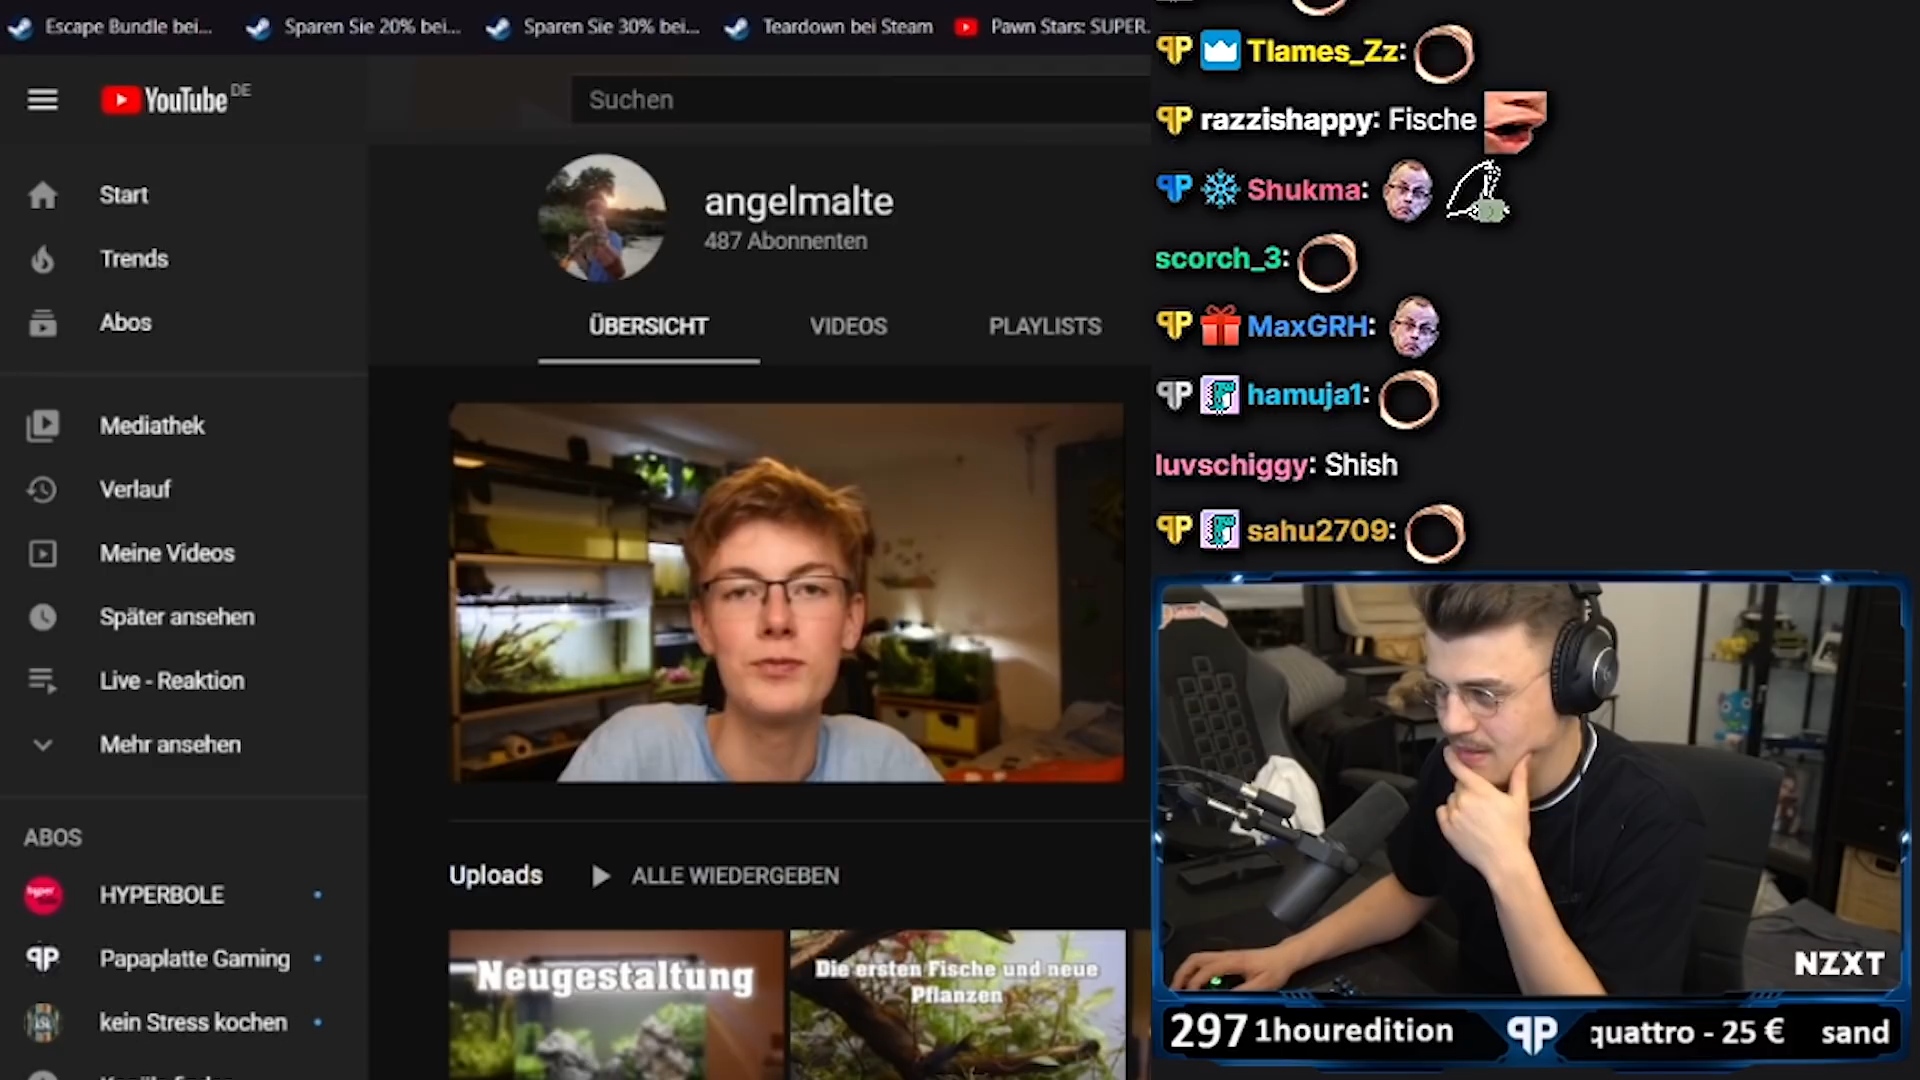 Escape Bundle bei...
Sparen Sie 20% bei...
Sparen Sie 30% bei...
Teardown bei Steam
Pawn Stars: SUPER...
YouTube DE
Suchen
Start
Trends
Abos
Mediathek
Verlauf
Meine Videos
Später ansehen
Live - Reaktion
Mehr ansehen
ABOS
HYPERBOLE
Papaplatte Gaming
kein Stress kochen
angelmalte
487 Abonnenten
ÜBERSICHT
VIDEOS
PLAYLISTS
Uploads
ALLE WIEDERGEBEN
Neugestaltung
Die ersten Fische und neue
Pflanzen
Tlames_Zz:
razzishappy: Fische
Shukma:
scorch_3:
MaxGRH:
hamuja1:
luvschiggy: Shish
sahu2709:
NZXT
297 1houredition
quattro - 25 €
sand